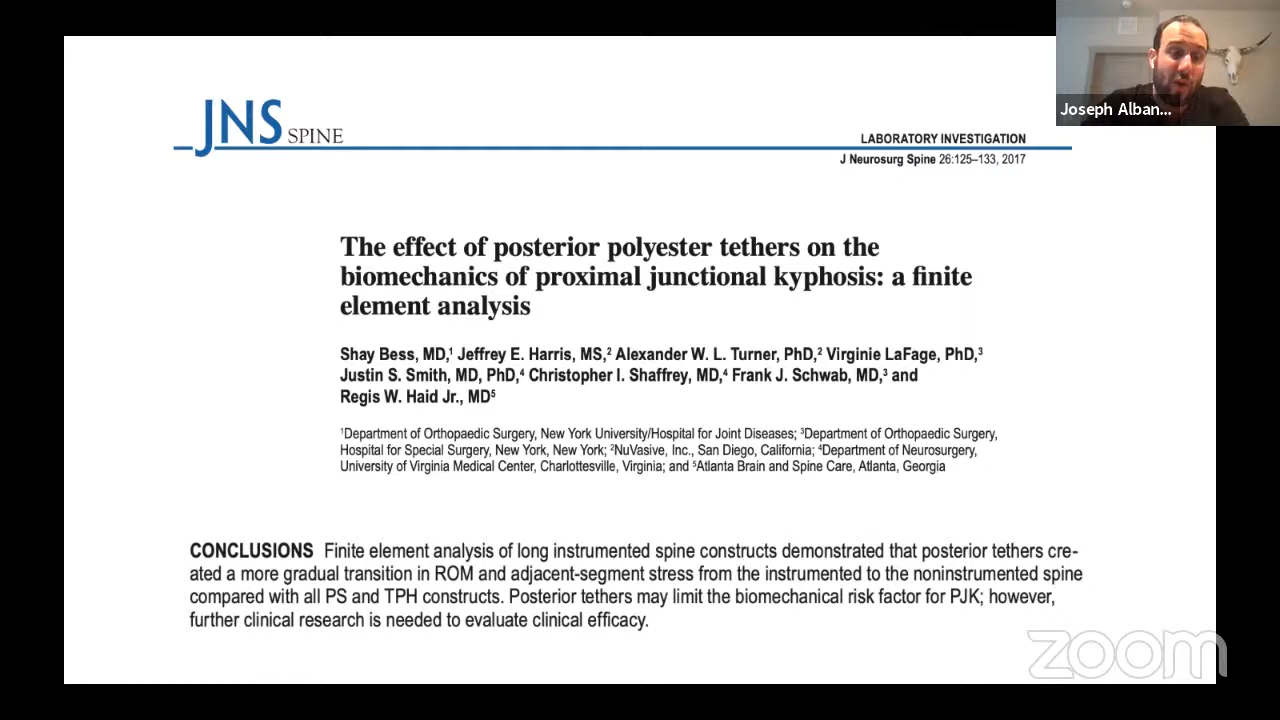 Joseph Alban...
JNS SPINE
LABORATORY INVESTIGATION
J Neurosurg Spine 26:125–133, 2017
The effect of posterior polyester tethers on the
biomechanics of proximal junctional kyphosis: a finite
element analysis
Shay Bess, MD,¹ Jeffrey E. Harris, MS,² Alexander W. L. Turner, PhD,² Virginie LaFage, PhD,³
Justin S. Smith, MD, PhD,⁴ Christopher I. Shaffrey, MD,⁴ Frank J. Schwab, MD,³ and
Regis W. Haid Jr., MD⁵
¹Department of Orthopaedic Surgery, New York University/Hospital for Joint Diseases; ³Department of Orthopaedic Surgery,
Hospital for Special Surgery, New York, New York; ²NuVasive, Inc., San Diego, California; ⁴Department of Neurosurgery,
University of Virginia Medical Center, Charlottesville, Virginia; and ⁵Atlanta Brain and Spine Care, Atlanta, Georgia
CONCLUSIONS Finite element analysis of long instrumented spine constructs demonstrated that posterior tethers cre-
ated a more gradual transition in ROM and adjacent-segment stress from the instrumented to the noninstrumented spine
compared with all PS and TPH constructs. Posterior tethers may limit the biomechanical risk factor for PJK; however,
further clinical research is needed to evaluate clinical efficacy.
zoom